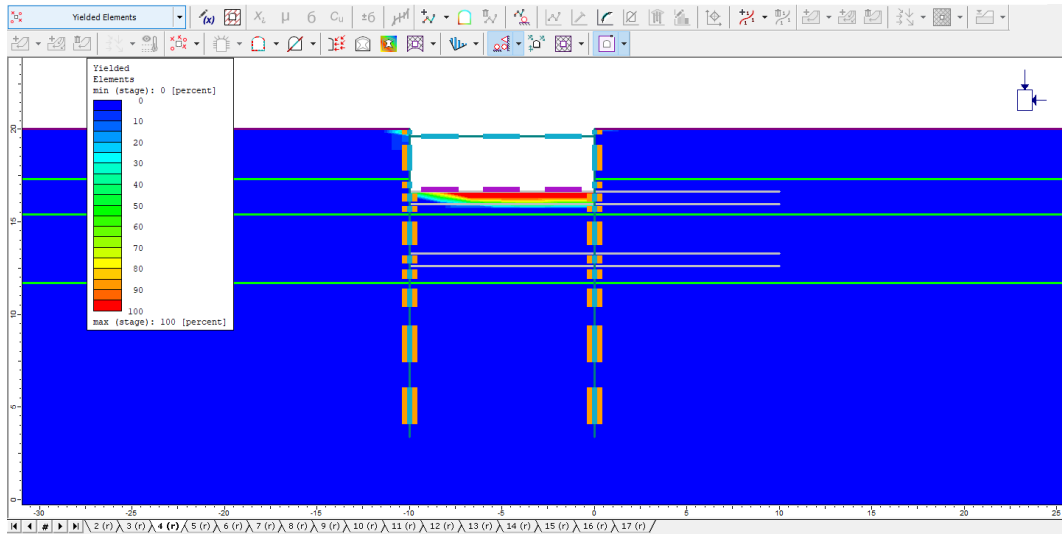 Yielded Elements
(x)
X_L
μ
б
C_u
±б
Yielded
Elements
min (stage): 0 [percent]
0
10
20
30
40
50
60
70
80
90
100
max (stage): 100 [percent]
20
15
10
5
0
-30
-25
-20
-15
-10
-5
0
5
10
15
20
25
# 2 (r) 3 (r) 4 (r) 5 (r) 6 (r) 7 (r) 8 (r) 9 (r) 10 (r) 11 (r) 12 (r) 13 (r) 14 (r) 15 (r) 16 (r) 17 (r)